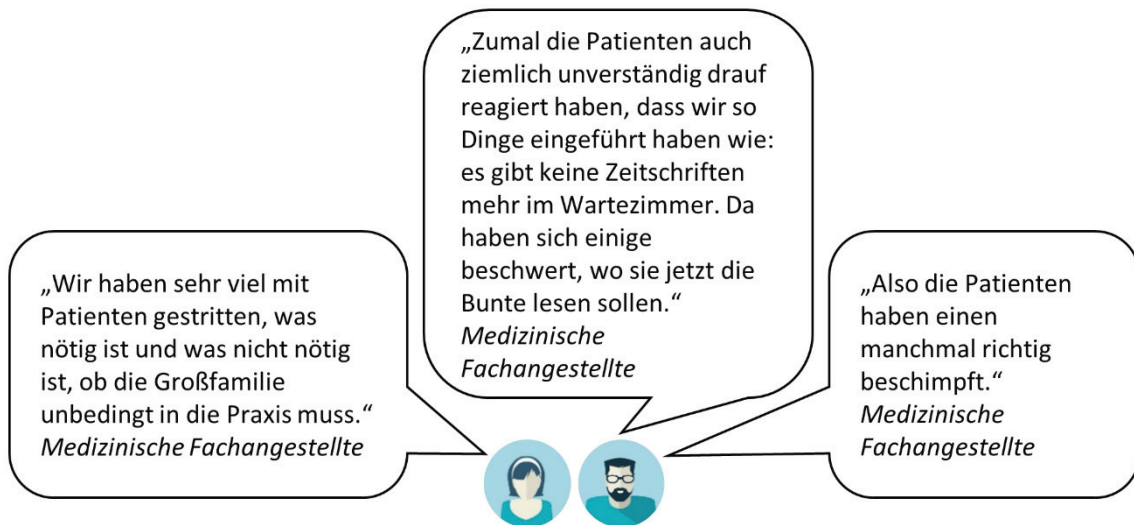 „Wir haben sehr viel mit
Patienten gestritten, was
nötig ist und was nicht nötig
ist, ob die Großfamilie
unbedingt in die Praxis muss.“
Medizinische Fachangestellte
„Zumal die Patienten auch
ziemlich unverständig drauf
reagiert haben, dass wir so
Dinge eingeführt haben wie:
es gibt keine Zeitschriften
mehr im Wartezimmer. Da
haben sich einige
beschwert, wo sie jetzt die
Bunte lesen sollen.“
Medizinische
Fachangestellte
„Also die Patienten
haben einen
manchmal richtig
beschimpft.“
Medizinische
Fachangestellte